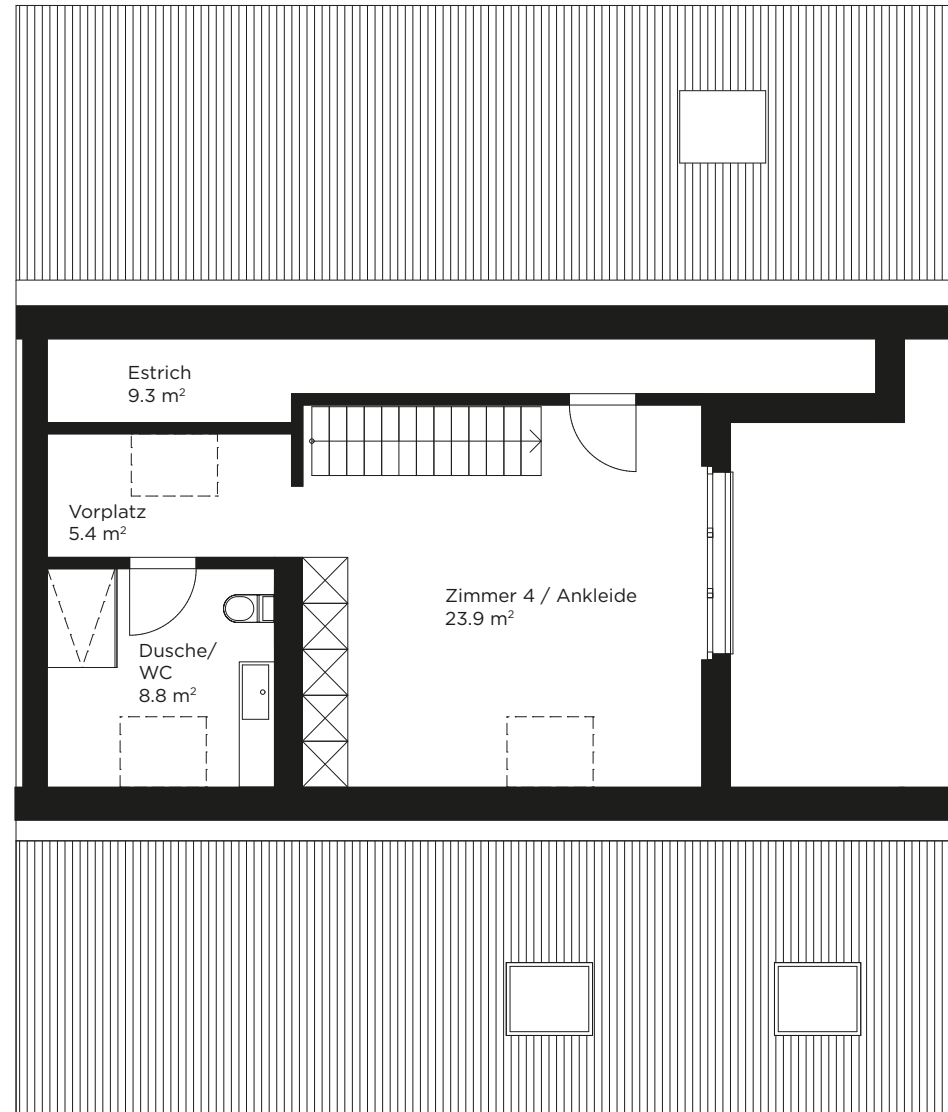 Estrich
9.3 m²
Vorplatz
5.4 m²
Zimmer 4 / Ankleide
23.9 m²
Dusche/
WC
8.8 m²